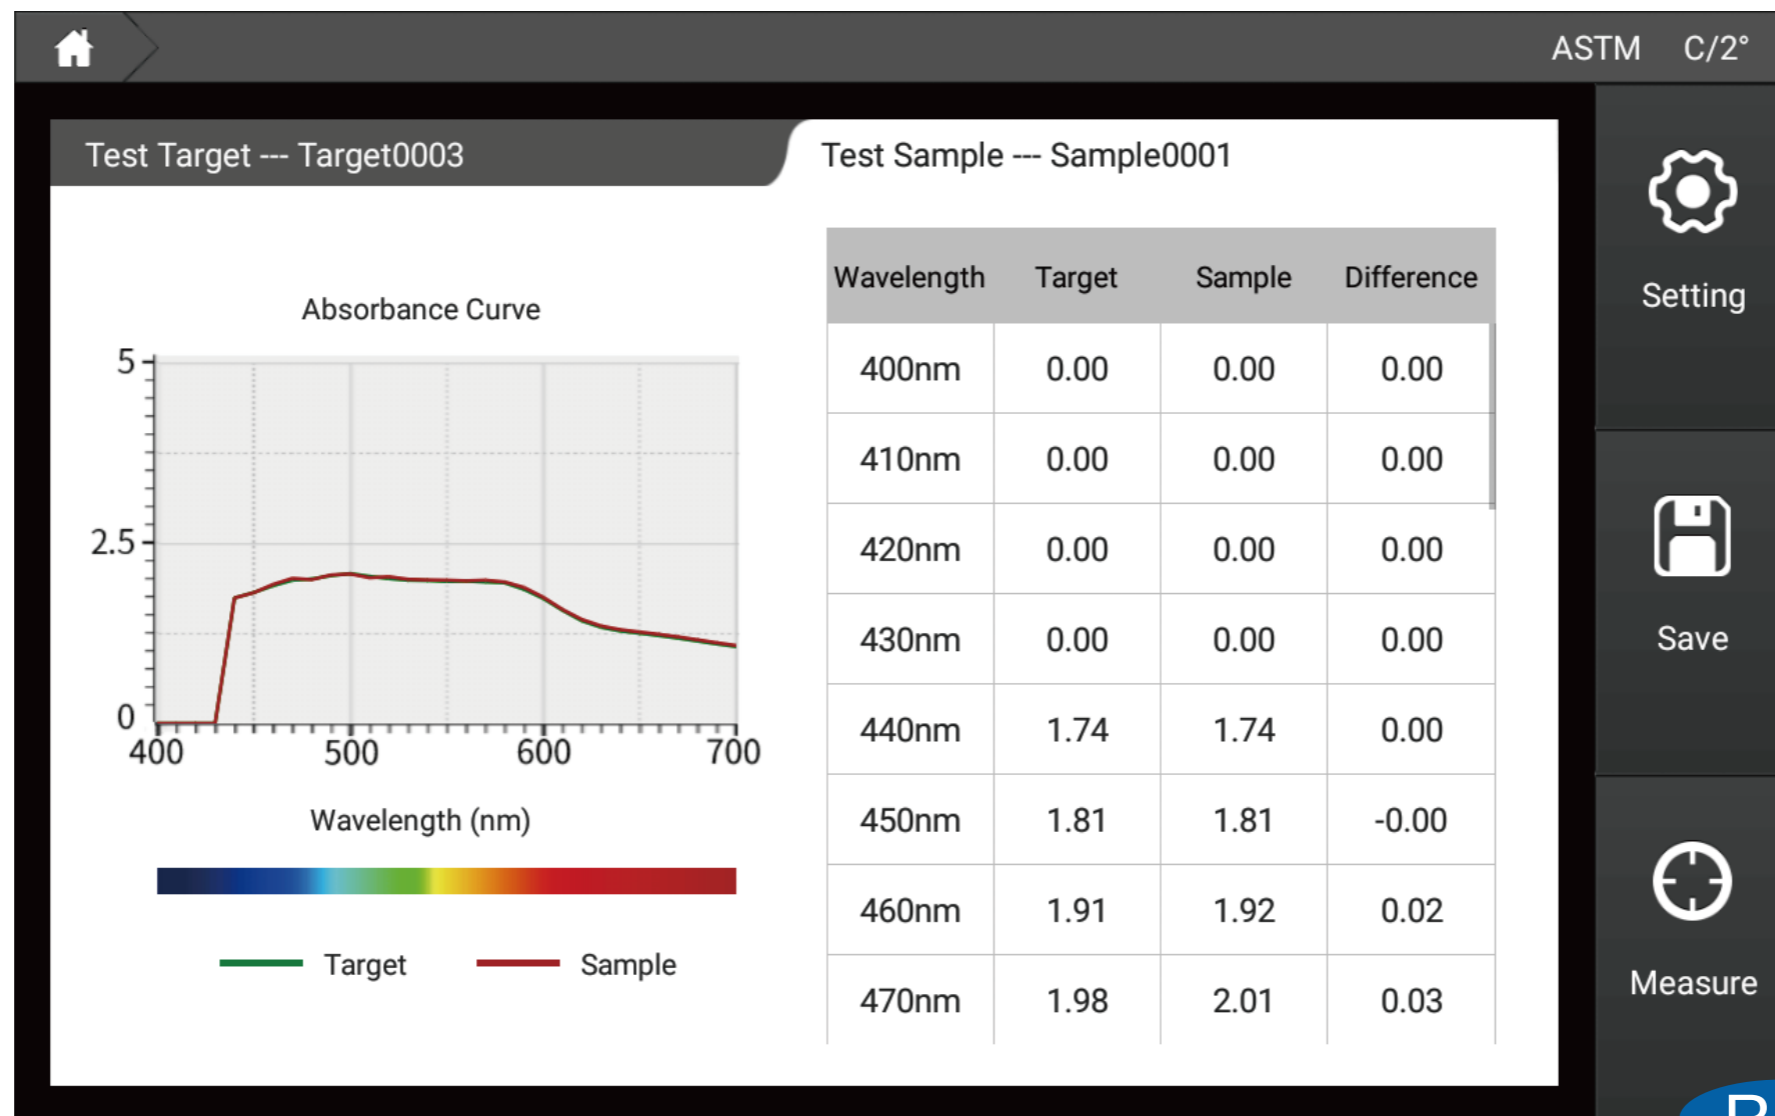 ASTM C/2°
Test Target --- Target0003
Test Sample --- Sample0001
Absorbance Curve
5
2.5
0
400 500 600 700
Wavelength (nm)
Target Sample
Wavelength Target Sample Difference
400nm 0.00 0.00 0.00
410nm 0.00 0.00 0.00
420nm 0.00 0.00 0.00
430nm 0.00 0.00 0.00
440nm 1.74 1.74 0.00
450nm 1.81 1.81 -0.00
460nm 1.91 1.92 0.02
470nm 1.98 2.01 0.03
Setting
Save
Measure